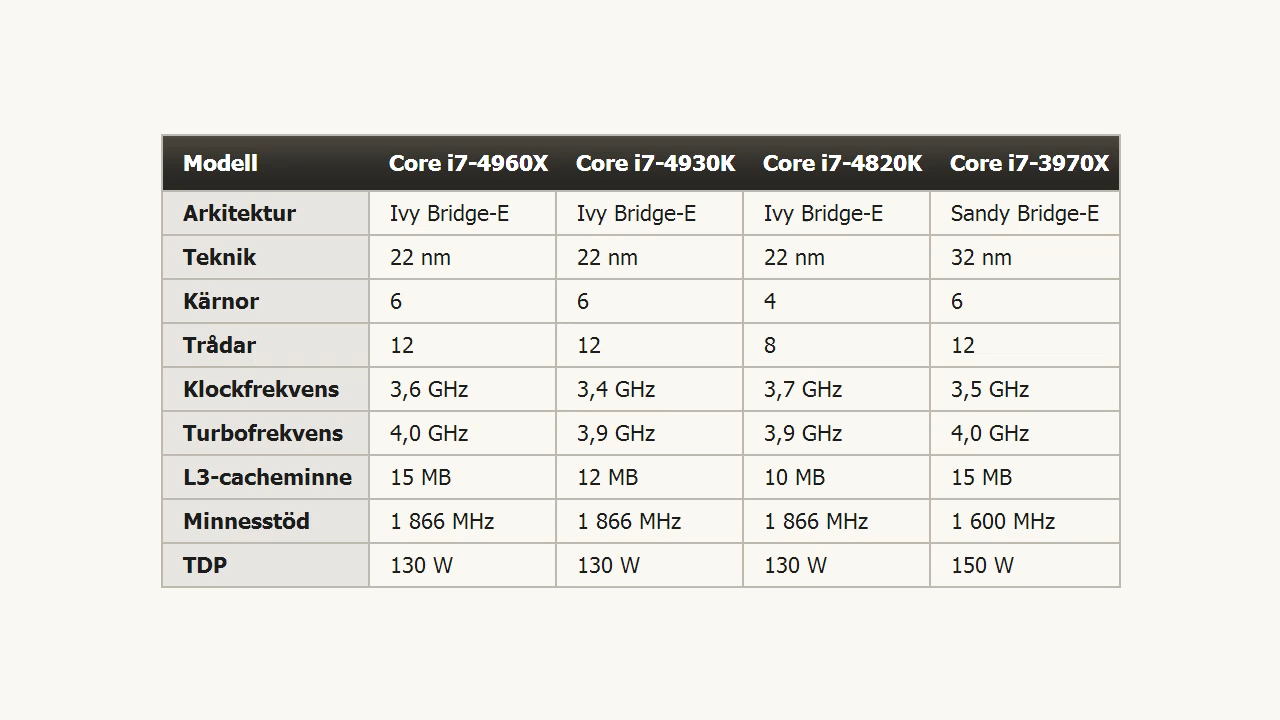 Modell Core i7-4960X Core i7-4930K Core i7-4820K Core i7-3970X
Arkitektur Ivy Bridge-E Ivy Bridge-E Ivy Bridge-E Sandy Bridge-E
Teknik 22 nm 22 nm 22 nm 32 nm
Kärnor 6 6 4 6
Trådar 12 12 8 12
Klockfrekvens 3,6 GHz 3,4 GHz 3,7 GHz 3,5 GHz
Turbofrekvens 4,0 GHz 3,9 GHz 3,9 GHz 4,0 GHz
L3-cacheminne 15 MB 12 MB 10 MB 15 MB
Minnesstöd 1 866 MHz 1 866 MHz 1 866 MHz 1 600 MHz
TDP 130 W 130 W 130 W 150 W